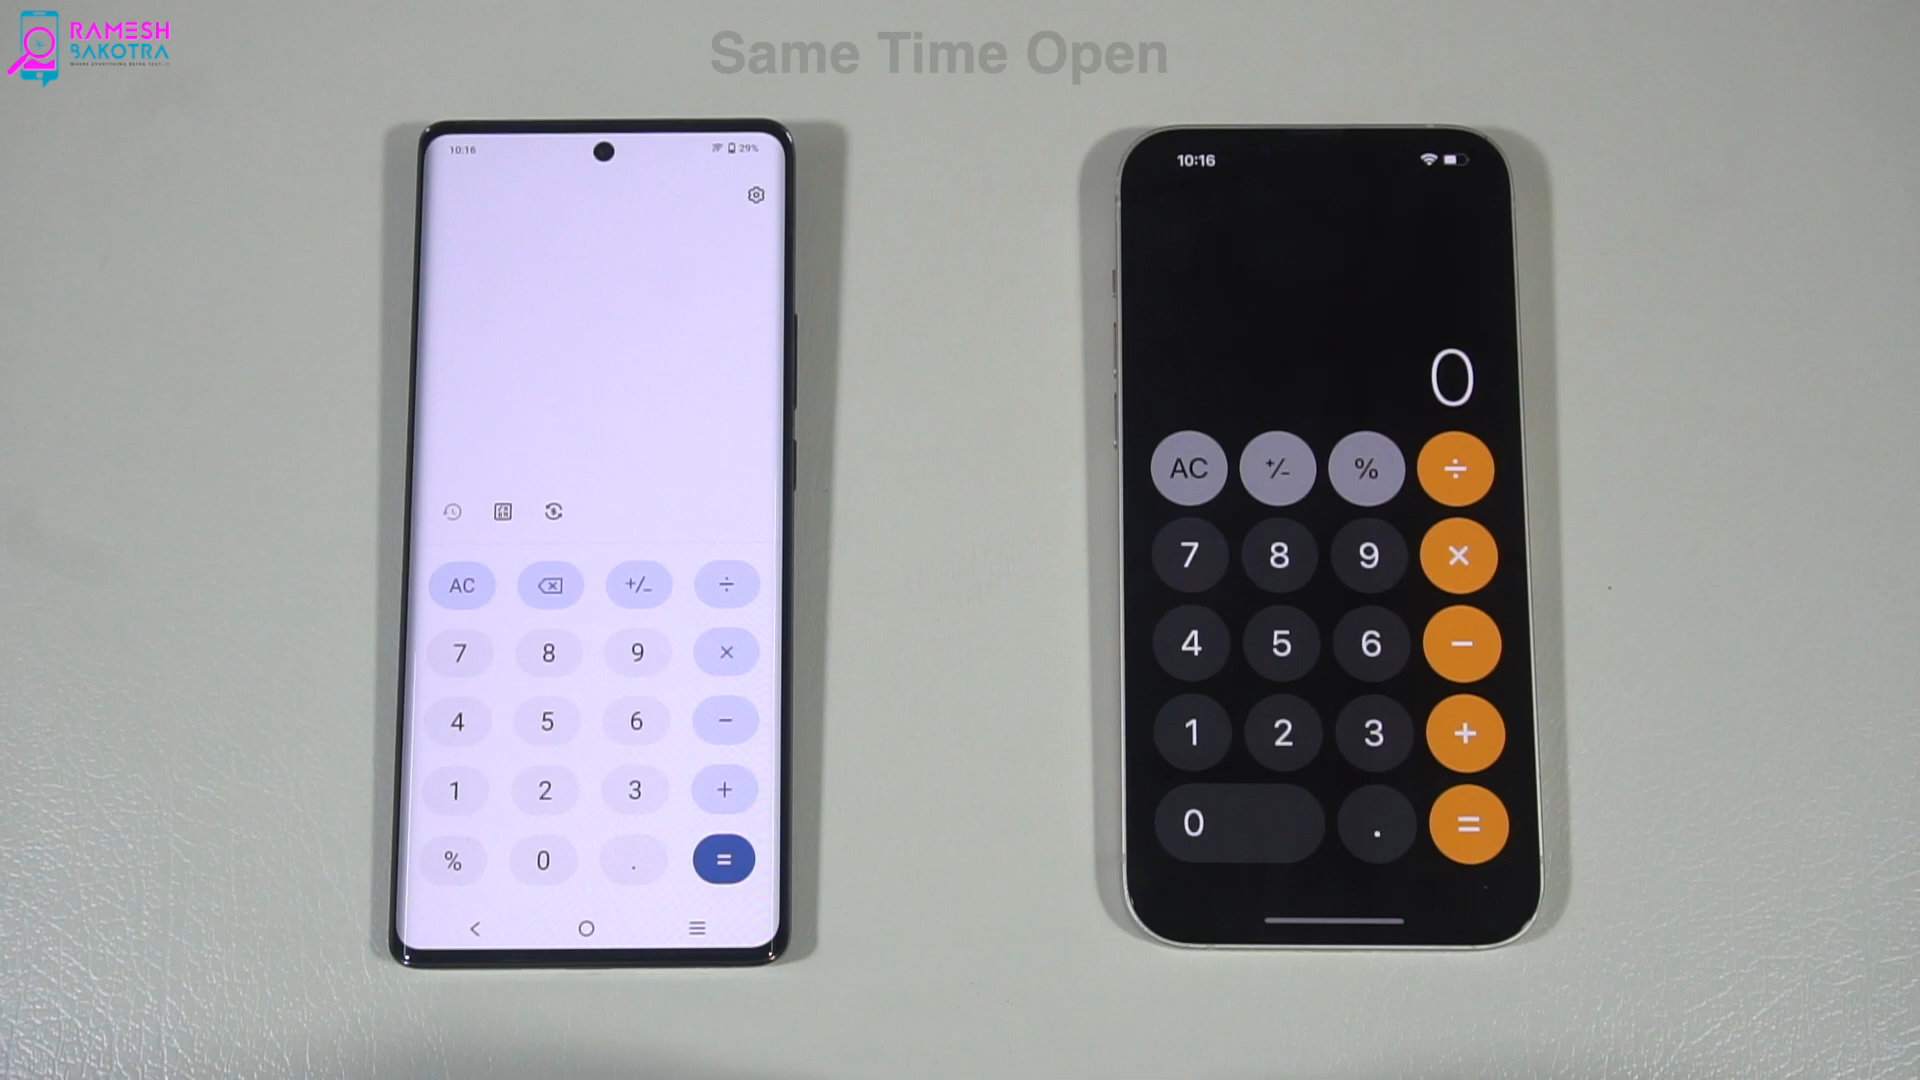 RAMESH
BAKOTRA
Same Time Open
10:16
29%
AC +/- ÷
7 8 9 ×
4 5 6 −
1 2 3 +
% 0 . =
10:16
0
AC +/- % ÷
7 8 9 ×
4 5 6 −
1 2 3 +
0 . =